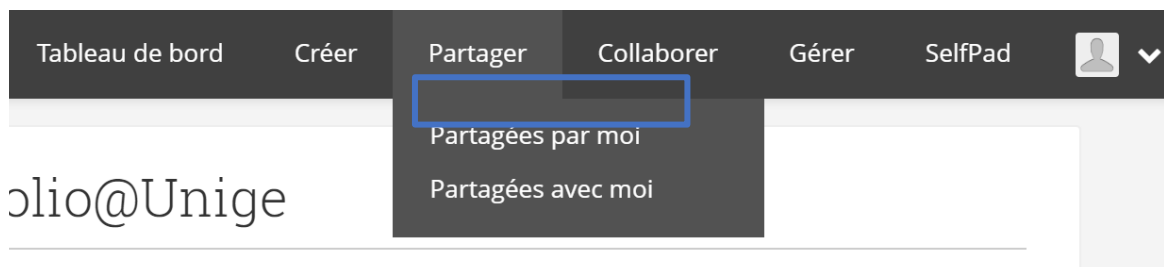 Tableau de bord Créer Partager Collaborer Gérer SelfPad
Partagées par moi
Partagées avec moi
olio@Unige